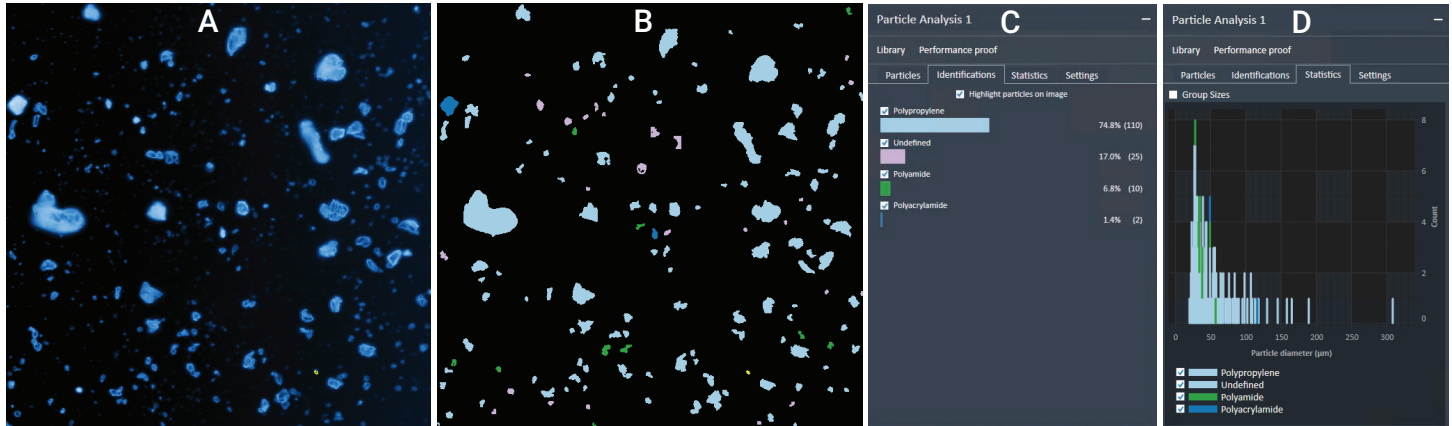 A
B
C
D
Particle Analysis 1
Library Performance proof
Particles Identifications Statistics Settings
Highlight particles on image
Polypropylene
74.8% (110)
Undefined
17.0% (25)
Polyamide
6.8% (10)
Polyacrylamide
1.4% (2)
Particle Analysis 1
Library Performance proof
Particles Identifications Statistics Settings
Group Sizes
8
6
4
2
0
Count
0 50 100 150 200 250 300
Particle diameter (µm)
Polypropylene
Undefined
Polyamide
Polyacrylamide